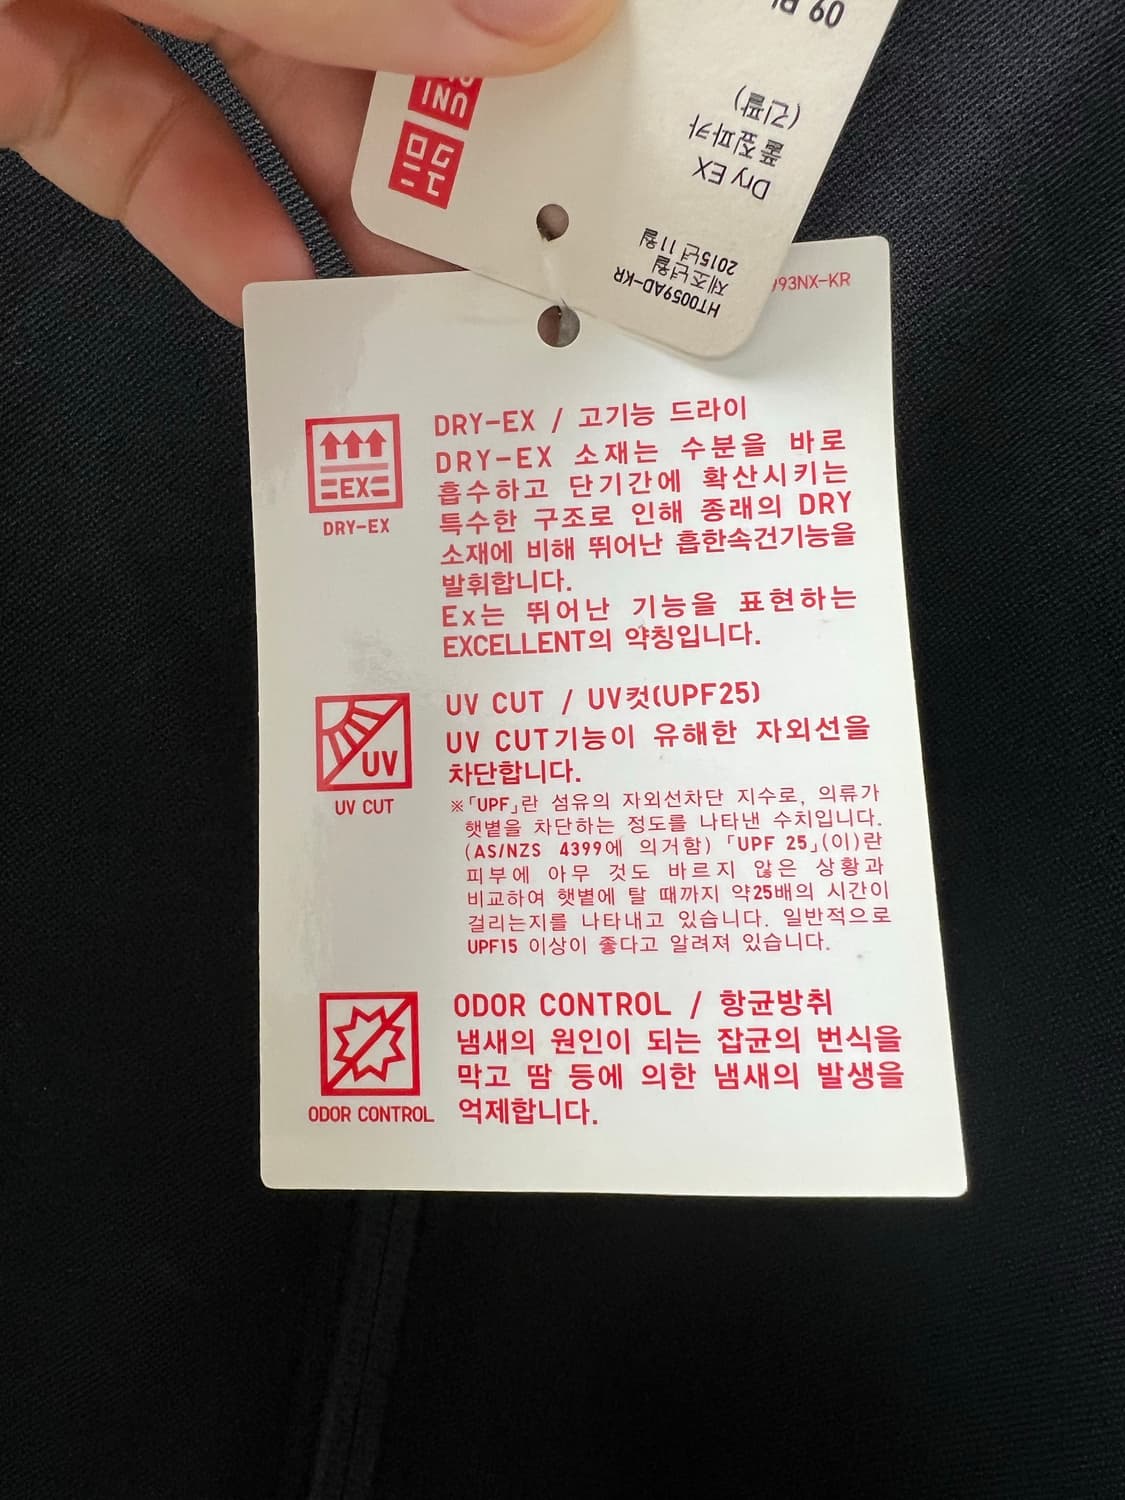 09
Dry EX
풀짚파카
(긴팔)
HT0059AD-KR
제조년월
2015년 11월
UNI
93NX-KR
DRY-EX / 고기능 드라이
DRY-EX 소재는 수분을 바로
흡수하고 단기간에 확산시키는
특수한 구조로 인해 종래의 DRY
소재에 비해 뛰어난 흡한속건기능을
발휘합니다.
Ex는 뛰어난 기능을 표현하는
EXCELLENT의 약칭입니다.
EX
DRY-EX
UV CUT / UV컷(UPF25)
UV CUT기능이 유해한 자외선을
차단합니다.
※「UPF」란 섬유의 자외선차단 지수로, 의류가
햇볕을 차단하는 정도를 나타낸 수치입니다.
(AS/NZS 4399에 의거함) 「UPF 25」(이)란
피부에 아무 것도 바르지 않은 상황과
비교하여 햇볕에 탈 때까지 약25배의 시간이
걸리는지를 나타내고 있습니다. 일반적으로
UPF15 이상이 좋다고 알려져 있습니다.
UV
UV CUT
ODOR CONTROL / 항균방취
냄새의 원인이 되는 잡균의 번식을
막고 땀 등에 의한 냄새의 발생을
억제합니다.
ODOR CONTROL